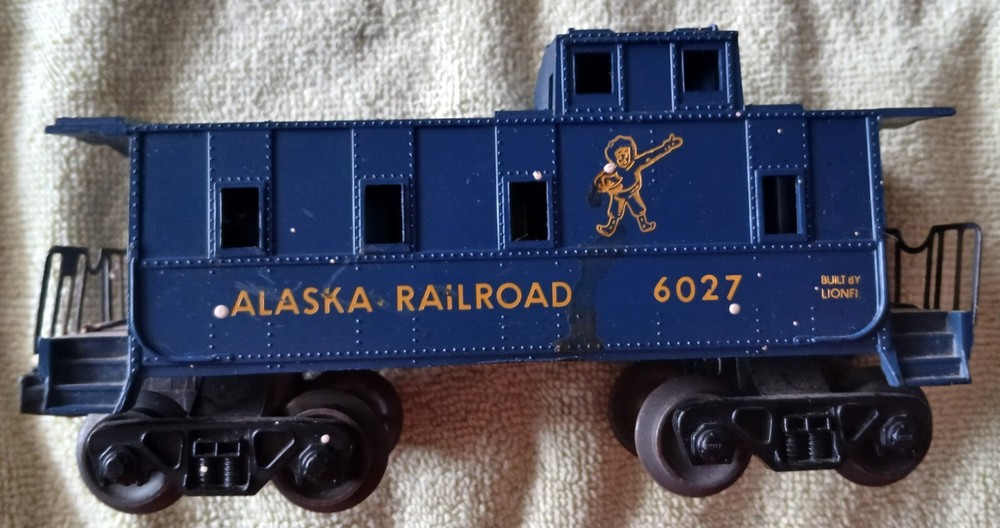 ALASKA RAILROAD 6027
BUILT BY
LIONEL